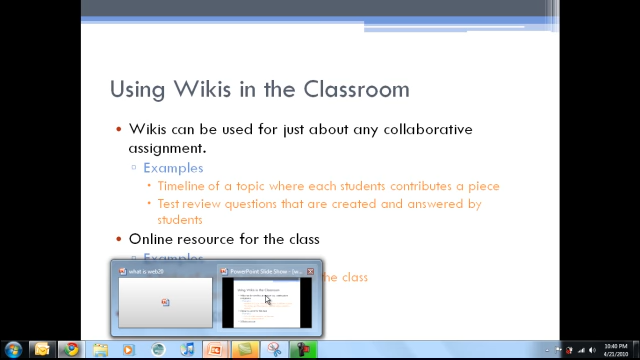 Using Wikis in the Classroom
• Wikis can be used for just about any collaborative
assignment.
▫ Examples
• Timeline of a topic where each students contributes a piece
• Test review questions that are created and answered by
students
• Online resource for the class
▫ Examples
the class
what is web20
PowerPoint Slide Show - [w...
Using Wikis in the Classroom
10:40 PM
4/21/2010